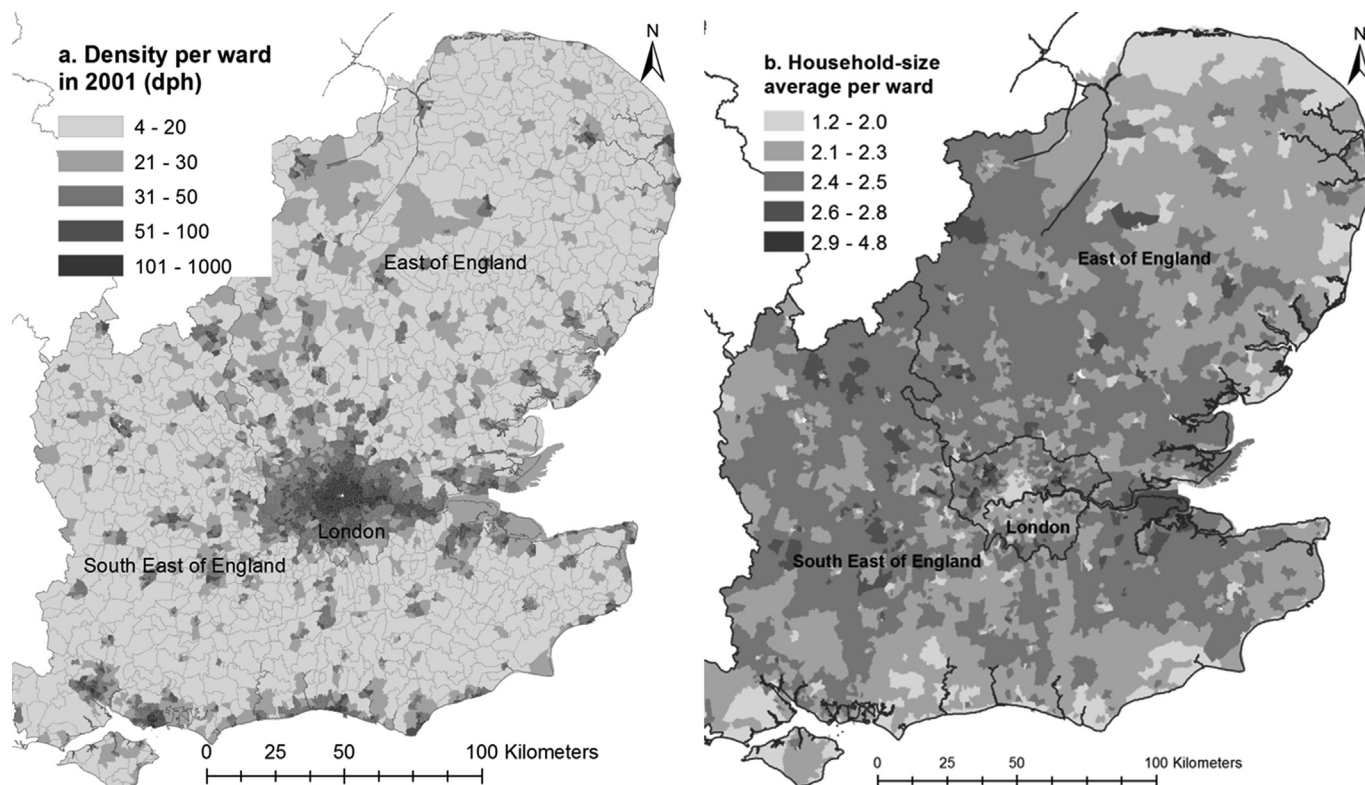 a. Density per ward
in 2001 (dph)
4 - 20
21 - 30
31 - 50
51 - 100
101 - 1000
N
East of England
London
South East of England
0 25 50 100 Kilometers
b. Household-size
average per ward
1.2 - 2.0
2.1 - 2.3
2.4 - 2.5
2.6 - 2.8
2.9 - 4.8
N
East of England
London
South East of England
0 25 50 100 Kilometers